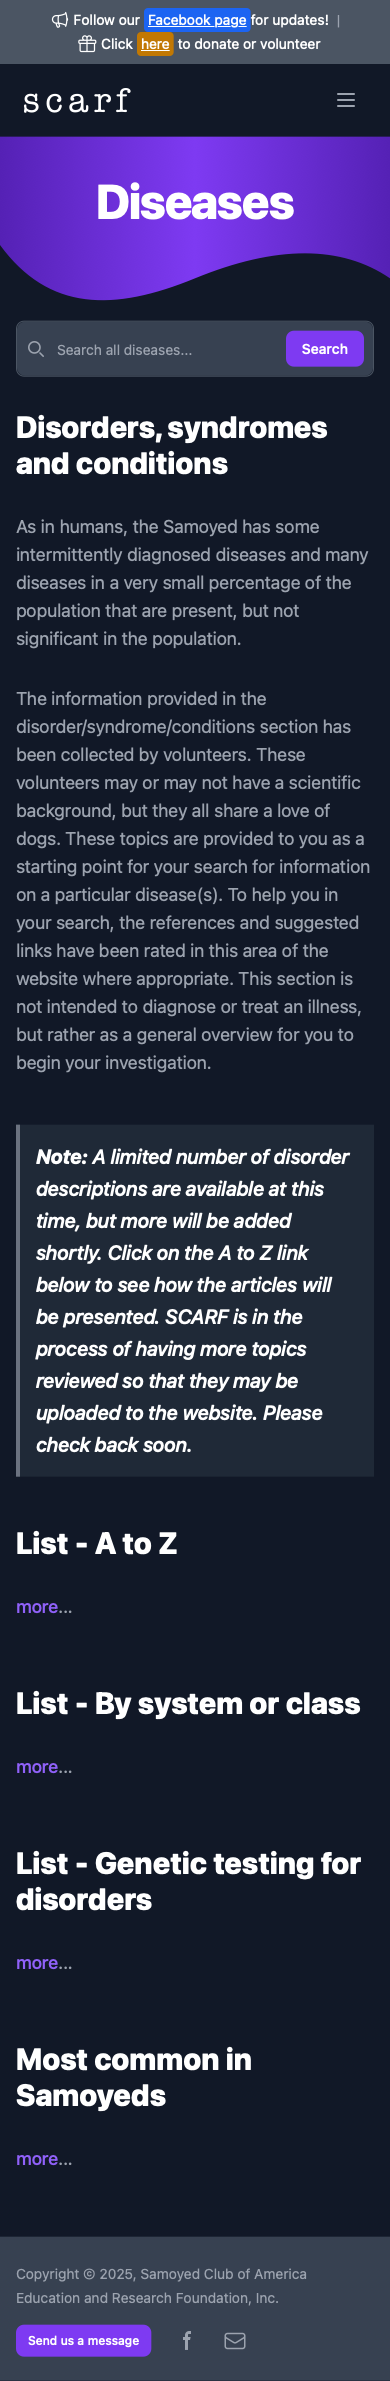 Follow our Facebook page for updates! |
Click here to donate or volunteer
scarf
Diseases
Search all diseases...
Search
Disorders, syndromes
and conditions
As in humans, the Samoyed has some
intermittently diagnosed diseases and many
diseases in a very small percentage of the
population that are present, but not
significant in the population.
The information provided in the
disorder/syndrome/conditions section has
been collected by volunteers. These
volunteers may or may not have a scientific
background, but they all share a love of
dogs. These topics are provided to you as a
starting point for your search for information
on a particular disease(s). To help you in
your search, the references and suggested
links have been rated in this area of the
website where appropriate. This section is
not intended to diagnose or treat an illness,
but rather as a general overview for you to
begin your investigation.
Note: A limited number of disorder
descriptions are available at this
time, but more will be added
shortly. Click on the A to Z link
below to see how the articles will
be presented. SCARF is in the
process of having more topics
reviewed so that they may be
uploaded to the website. Please
check back soon.
List - A to Z
more...
List - By system or class
more...
List - Genetic testing for
disorders
more...
Most common in
Samoyeds
more...
Copyright © 2025, Samoyed Club of America
Education and Research Foundation, Inc.
Send us a message